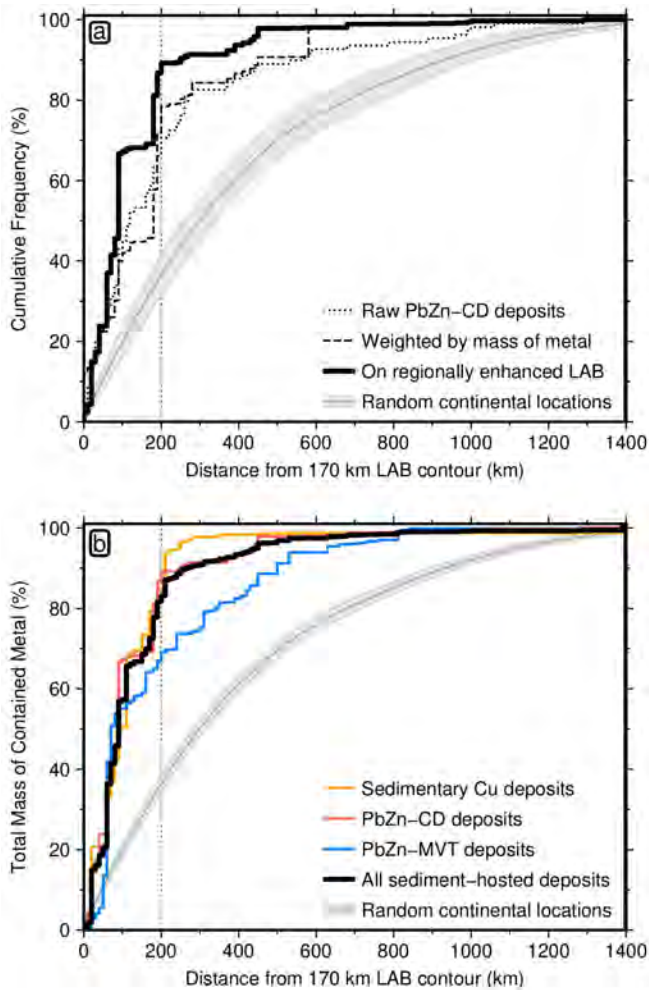 a
100
80
60
40
20
0
Cumulative Frequency (%)
Raw PbZn−CD deposits
Weighted by mass of metal
On regionally enhanced LAB
Random continental locations
0 200 400 600 800 1000 1200 1400
Distance from 170 km LAB contour (km)
b
100
80
60
40
20
0
Total Mass of Contained Metal (%)
Sedimentary Cu deposits
PbZn−CD deposits
PbZn−MVT deposits
All sediment−hosted deposits
Random continental locations
0 200 400 600 800 1000 1200 1400
Distance from 170 km LAB contour (km)